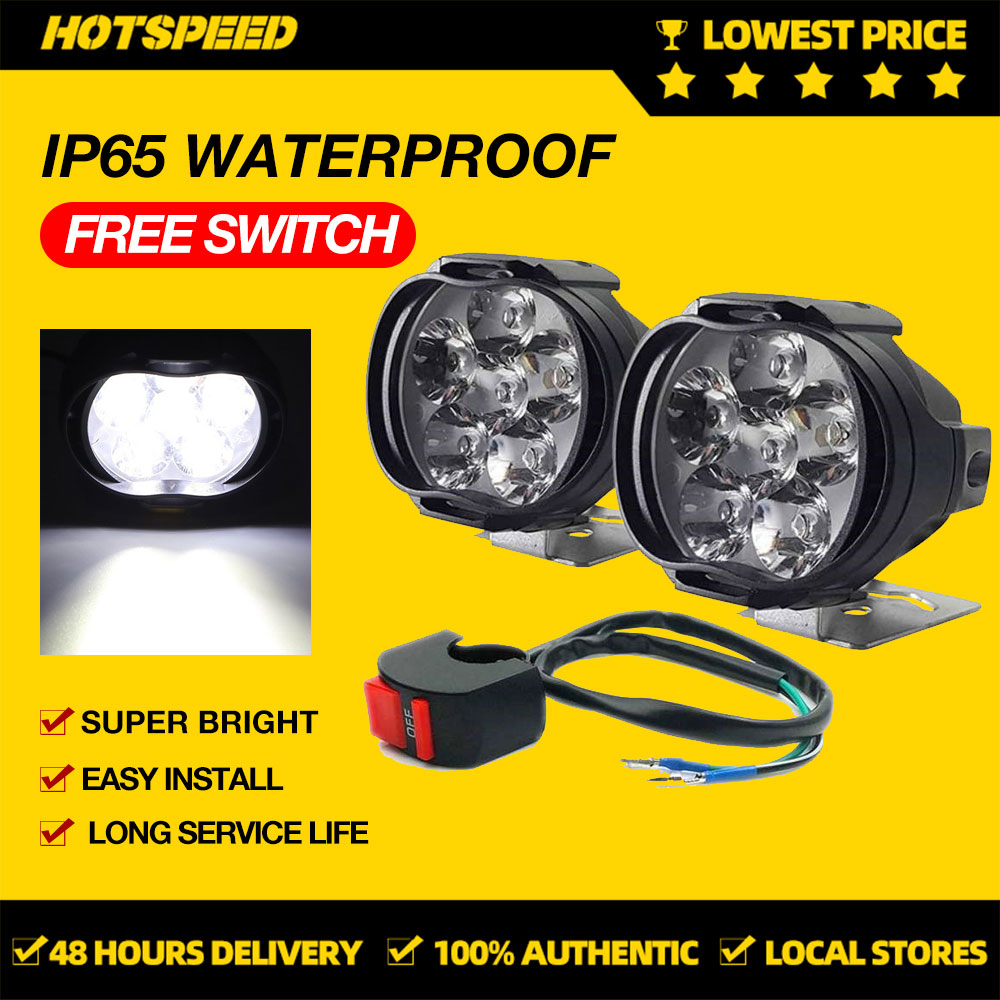 HOTSPEED
LOWEST PRICE
IP65 WATERPROOF
FREE SWITCH
OFF
SUPER BRIGHT
EASY INSTALL
LONG SERVICE LIFE
48 HOURS DELIVERY
100% AUTHENTIC
LOCAL STORES